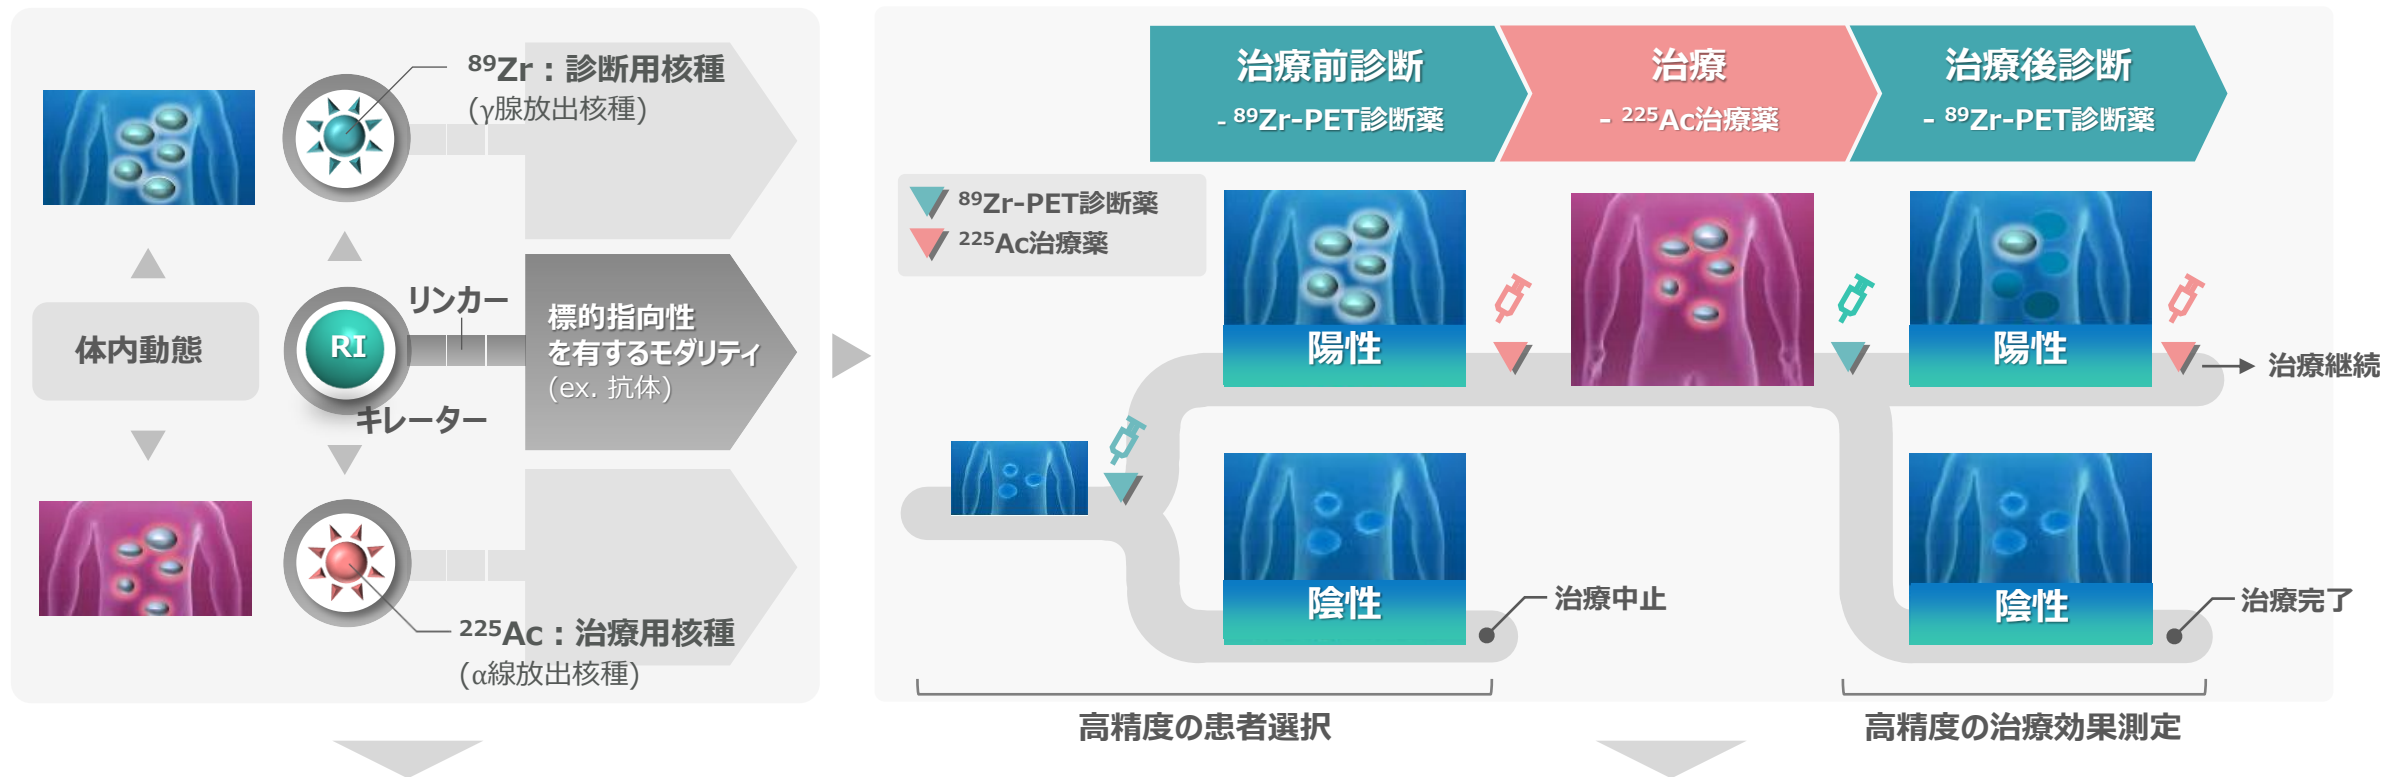 ⁸⁹Zr：診断用核種
(γ腺放出核種)
体内動態
RI
リンカー
キレーター
標的指向性
を有するモダリティ
(ex. 抗体)
²²⁵Ac：治療用核種
(α線放出核種)
治療前診断
- ⁸⁹Zr-PET診断薬
治療
- ²²⁵Ac治療薬
治療後診断
- ⁸⁹Zr-PET診断薬
⁸⁹Zr-PET診断薬
²²⁵Ac治療薬
陽性
陽性
治療継続
陰性
治療中止
陰性
治療完了
高精度の患者選択
高精度の治療効果測定